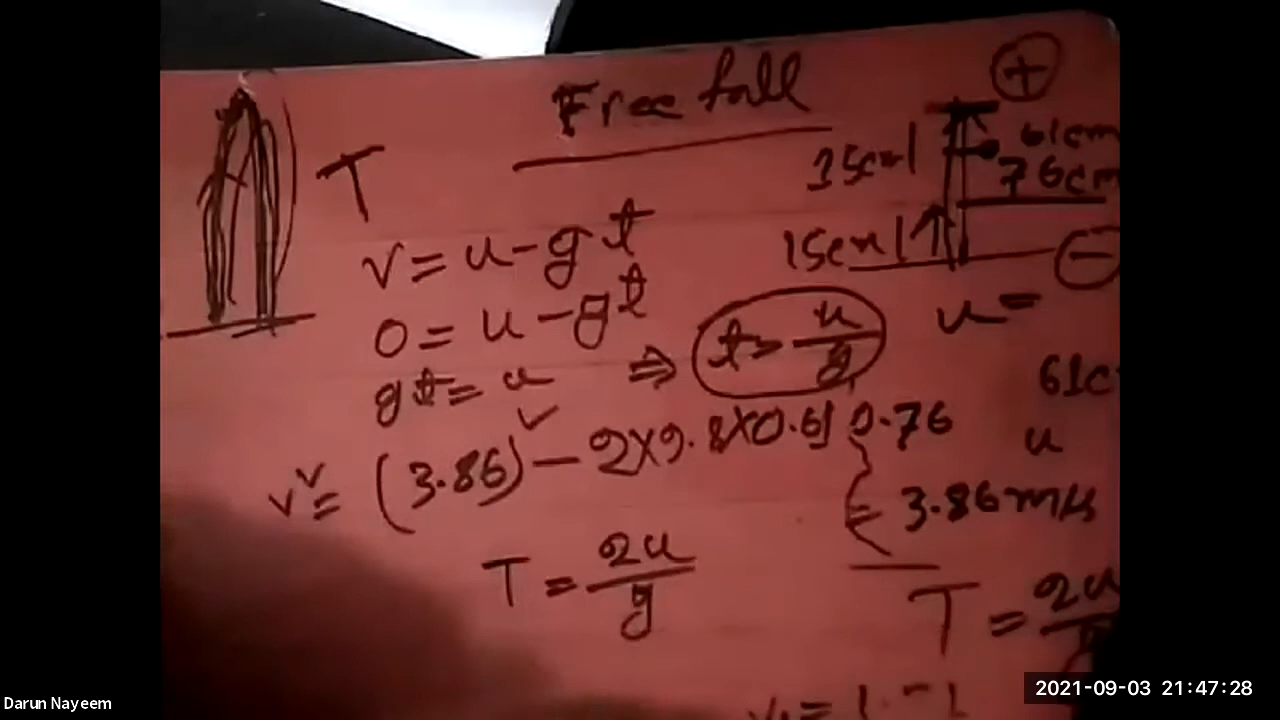 Free fall
+
T
35cm
61cm
76cm
v = u - gt
15cm
-
0 = u - gt
u =
gt = u ⇒ t = u/g
61c
v² = (3.86)² - 2×9.8×0.61 0.76
u
= 3.86 m/s
T = 2u/g
T = 2u
Darun Nayeem
2021-09-03 21:47:28